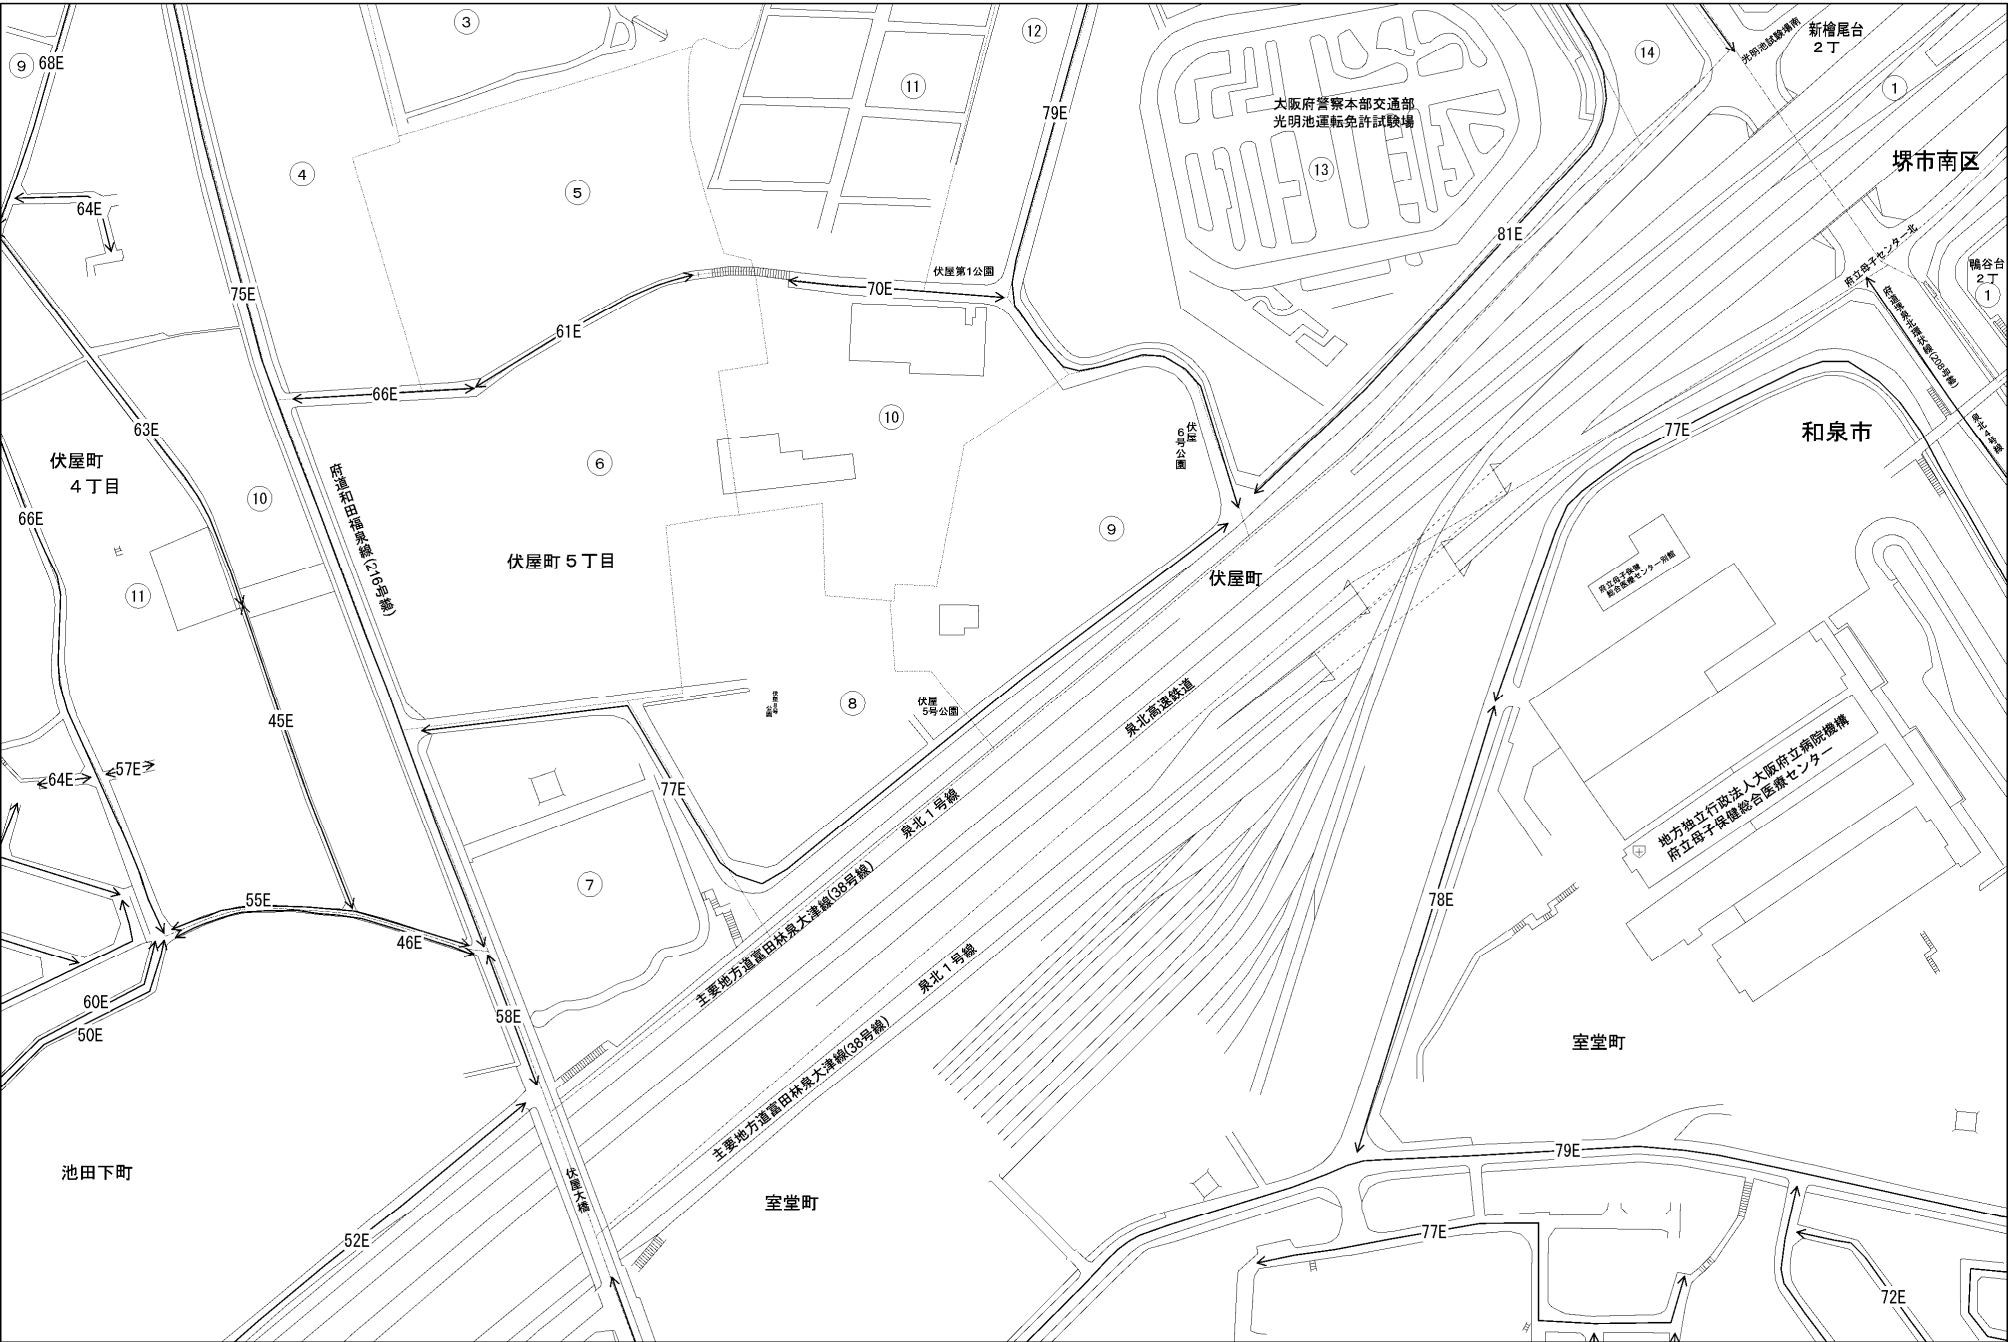 ③
⑫
⑭
新檜尾台
2丁
光明池試験場南
⑨
68E
⑪
①
79E
大阪府警察本部交通部
光明池運転免許試験場
⑬
堺市南区
④
⑤
64E
81E
府立母子センター北
鴨谷台
2丁
①
伏屋第1公園
75E
70E
府道堺泉北環状線(208号線)
61E
66E
63E
⑩
77E
泉北4号線
和泉市
伏屋
6号公園
伏屋町
4丁目
⑥
府道和田福泉線(216号線)
⑩
66E
⑨
伏屋町5丁目
伏屋町
府立母子保健
総合医療センター別館
⑪
⑧
伏屋
5号公園
泉北高速鉄道
45E
地方独立行政法人大阪府立病院機構
府立母子保健総合医療センター
64E
57E
77E
泉北1号線
⑦
主要地方道富田林泉大津線(38号線)
78E
55E
46E
泉北1号線
60E
50E
58E
主要地方道富田林泉大津線(38号線)
室堂町
79E
池田下町
伏屋大橋
室堂町
52E
77E
72E